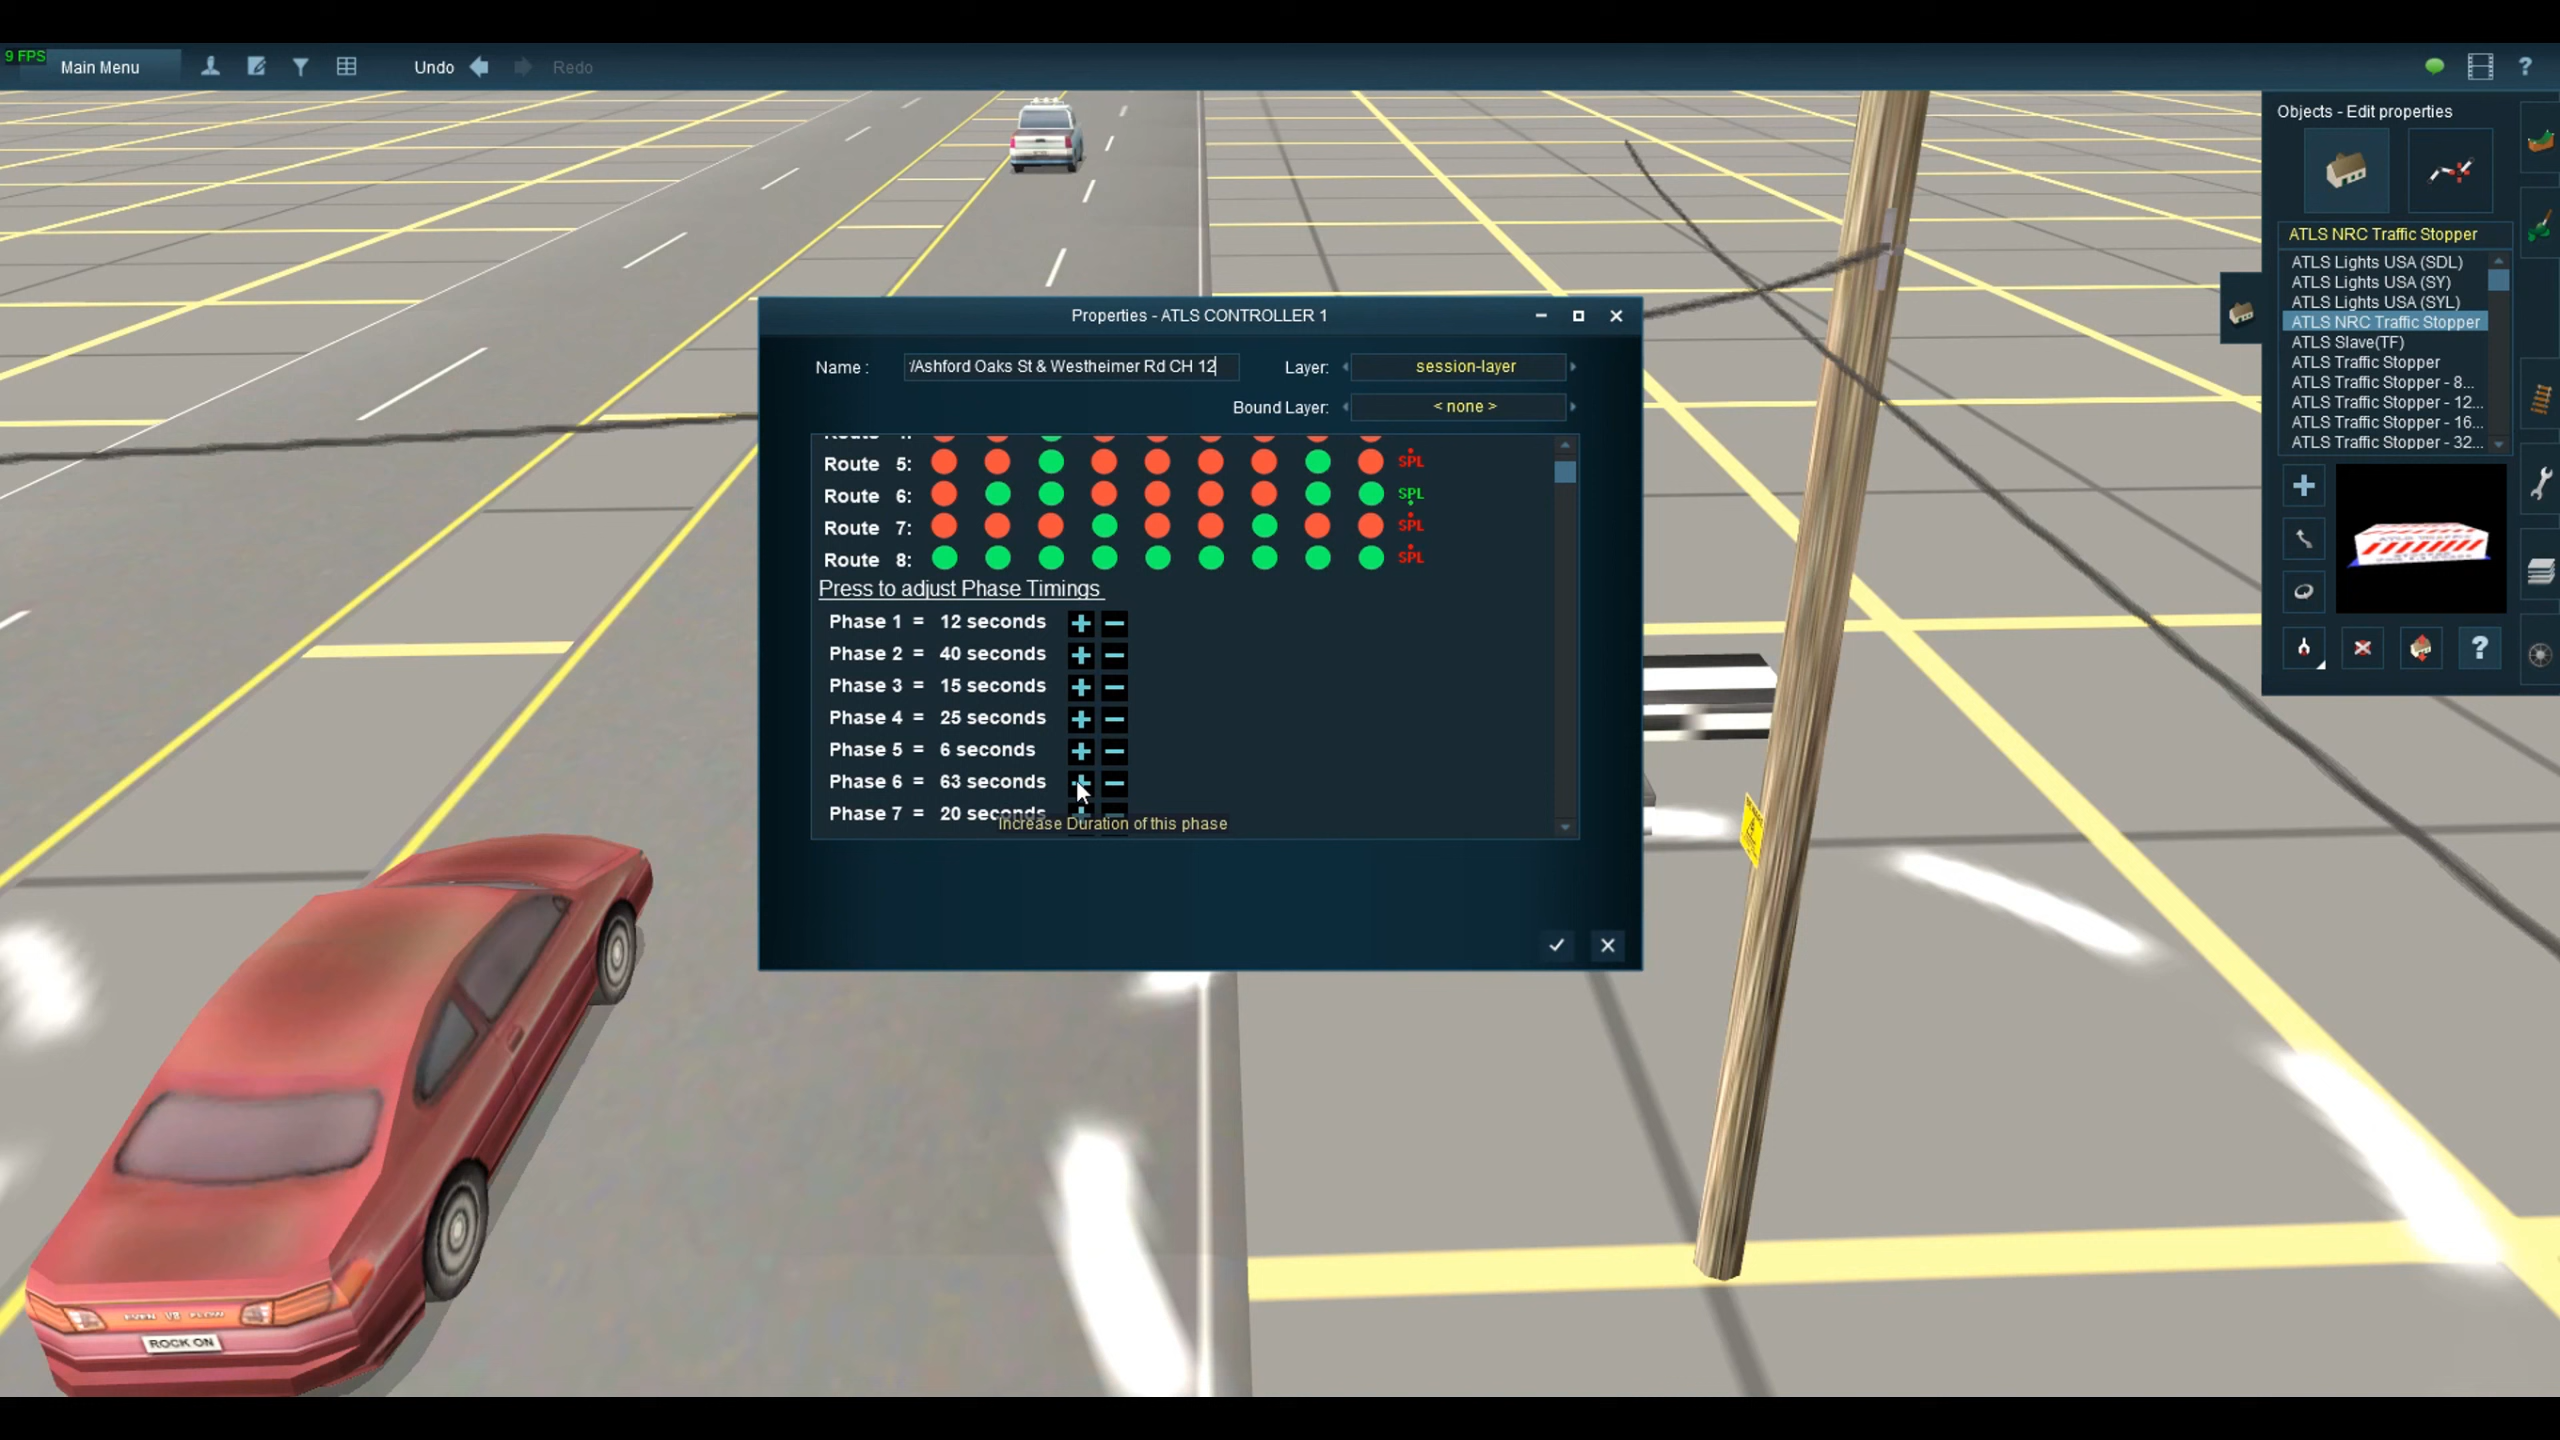 9 FPS
Main Menu
Undo
Redo
?
Objects - Edit properties
ATLS NRC Traffic Stopper
ATLS Lights USA (SDL)
ATLS Lights USA (SY)
ATLS Lights USA (SYL)
ATLS NRC Traffic Stopper
ATLS Slave(TF)
ATLS Traffic Stopper
ATLS Traffic Stopper - 8...
ATLS Traffic Stopper - 12...
ATLS Traffic Stopper - 16...
ATLS Traffic Stopper - 32...
ATLS TRAFFIC
?
Properties - ATLS CONTROLLER 1
Name :
/Ashford Oaks St & Westheimer Rd CH 12
Layer:
session-layer
Bound Layer:
< none >
Route 5: SPL
Route 6: SPL
Route 7: SPL
Route 8: SPL
Press to adjust Phase Timings
Phase 1 = 12 seconds + −
Phase 2 = 40 seconds + −
Phase 3 = 15 seconds + −
Phase 4 = 25 seconds + −
Phase 5 = 6 seconds + −
Phase 6 = 63 seconds + −
Phase 7 = 20 seconds
Increase Duration of this phase
EVEN V8 FLOW
ROCK ON